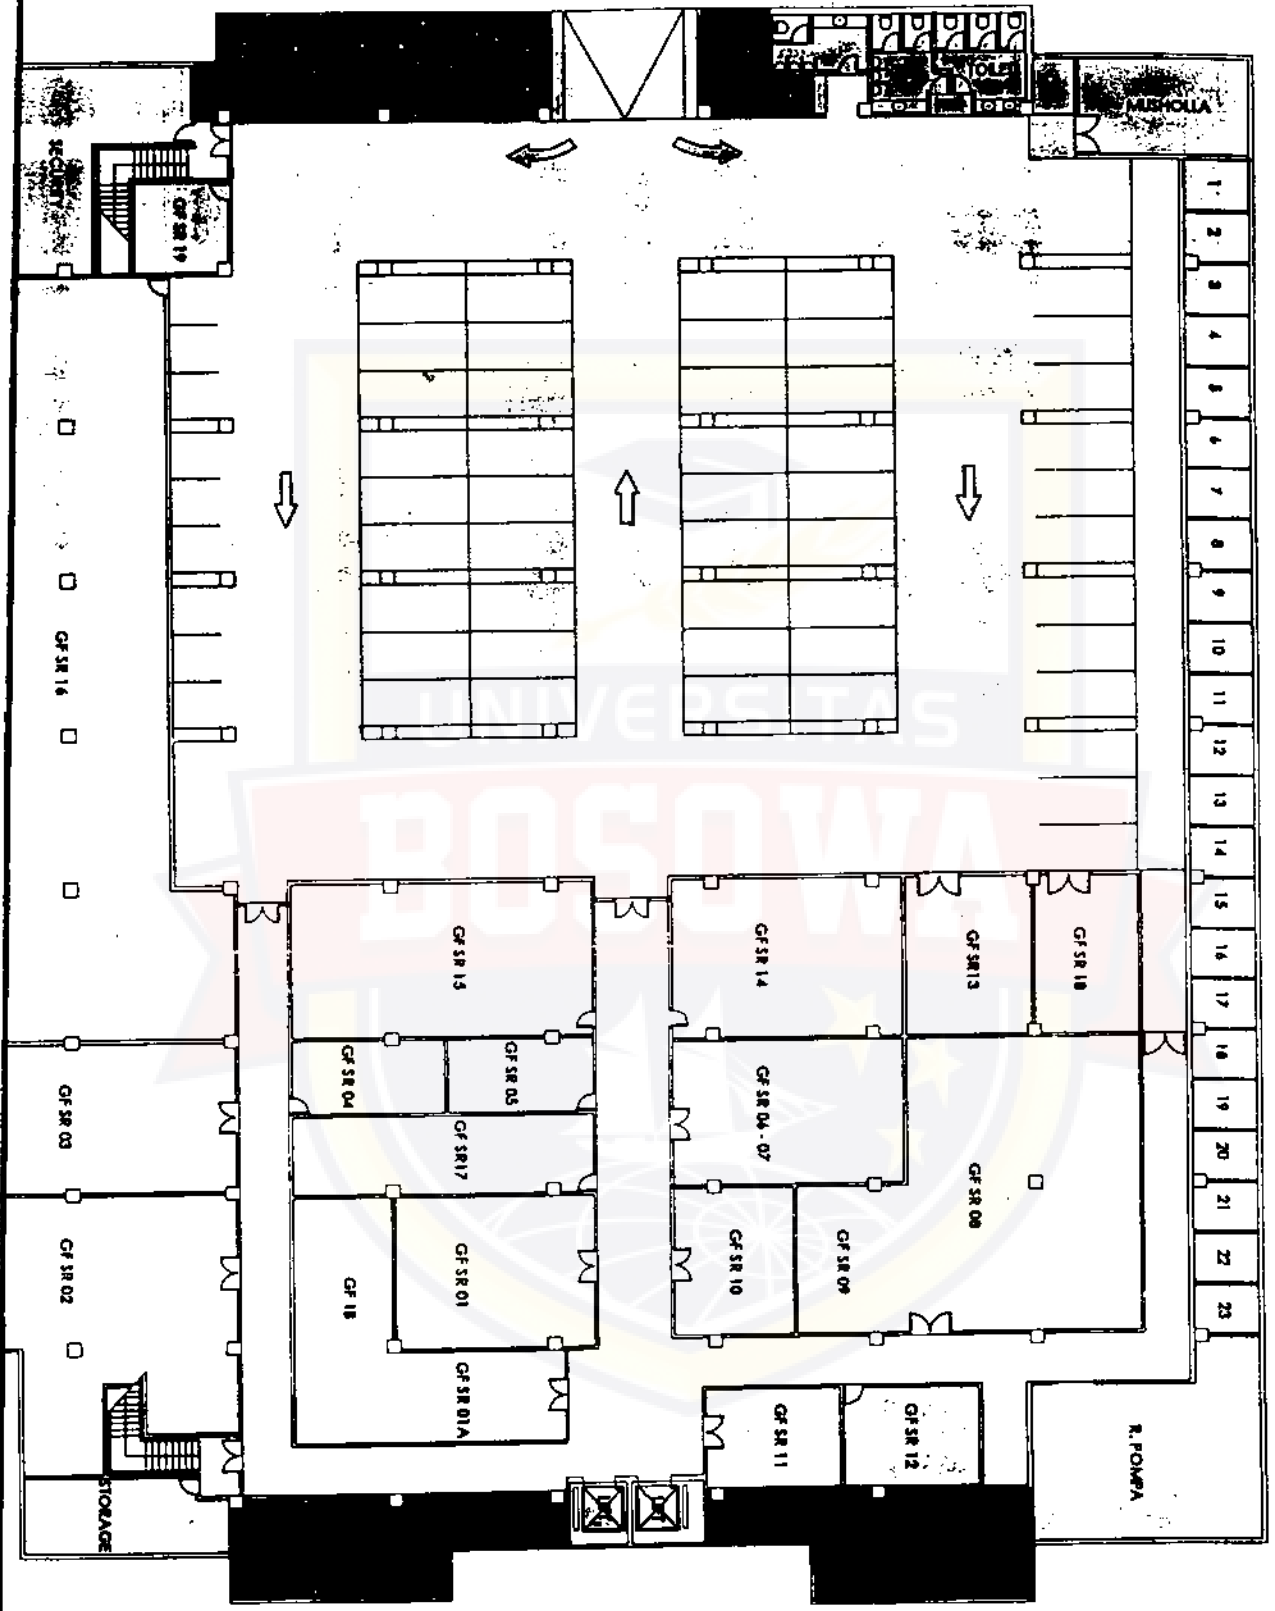 TOILET
MUSHOLLA
SECURITY
GF SR 19
1
2
3
4
5
6
7
8
9
10
11
12
13
14
15
16
17
18
19
20
21
22
23
GF SR 16
UNIVERSITAS
BOSOWA
GF SR 15
GF SR 14
GF SR13
GF SR 18
GF SR 04
GF SR 05
GF SR 06 - 07
GF SR 03
GF SR17
GF SR 08
GF SR 02
GF 1B
GF SR 01
GF SR 10
GF SR 09
GF SR 01A
GF SR 11
GF SR 12
R. POMPA
STORAGE